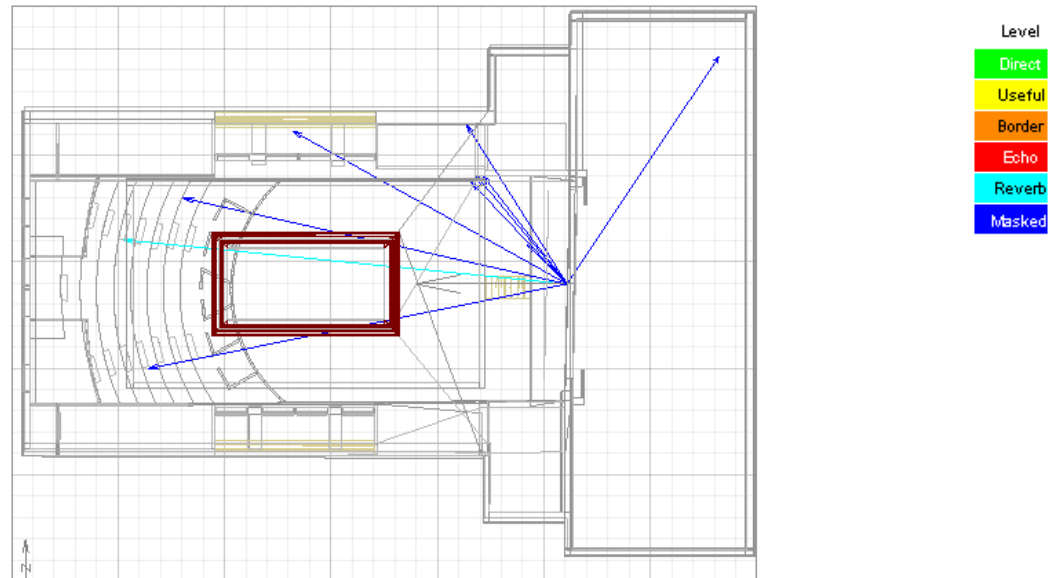 Level
Direct
Useful
Border
Echo
Reverb
Masked
N